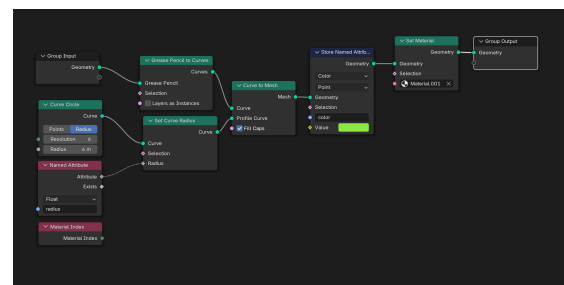 Group Input
Geometry
Grease Pencil to Curves
Curves
Grease Pencil
Selection
Layers as Instances
Curve Circle
Curve
Points Radius
Resolution 6
Radius 4 m
Set Curve Radius
Curve
Curve
Selection
Radius
Named Attribute
Attribute
Exists
Float
radius
Material Index
Material Index
Curve to Mesh
Mesh
Curve
Profile Curve
Fill Caps
Store Named Attrib...
Geometry
Color
Point
Geometry
Selection
color
Value
Set Material
Geometry
Geometry
Selection
Material.001
Group Output
Geometry